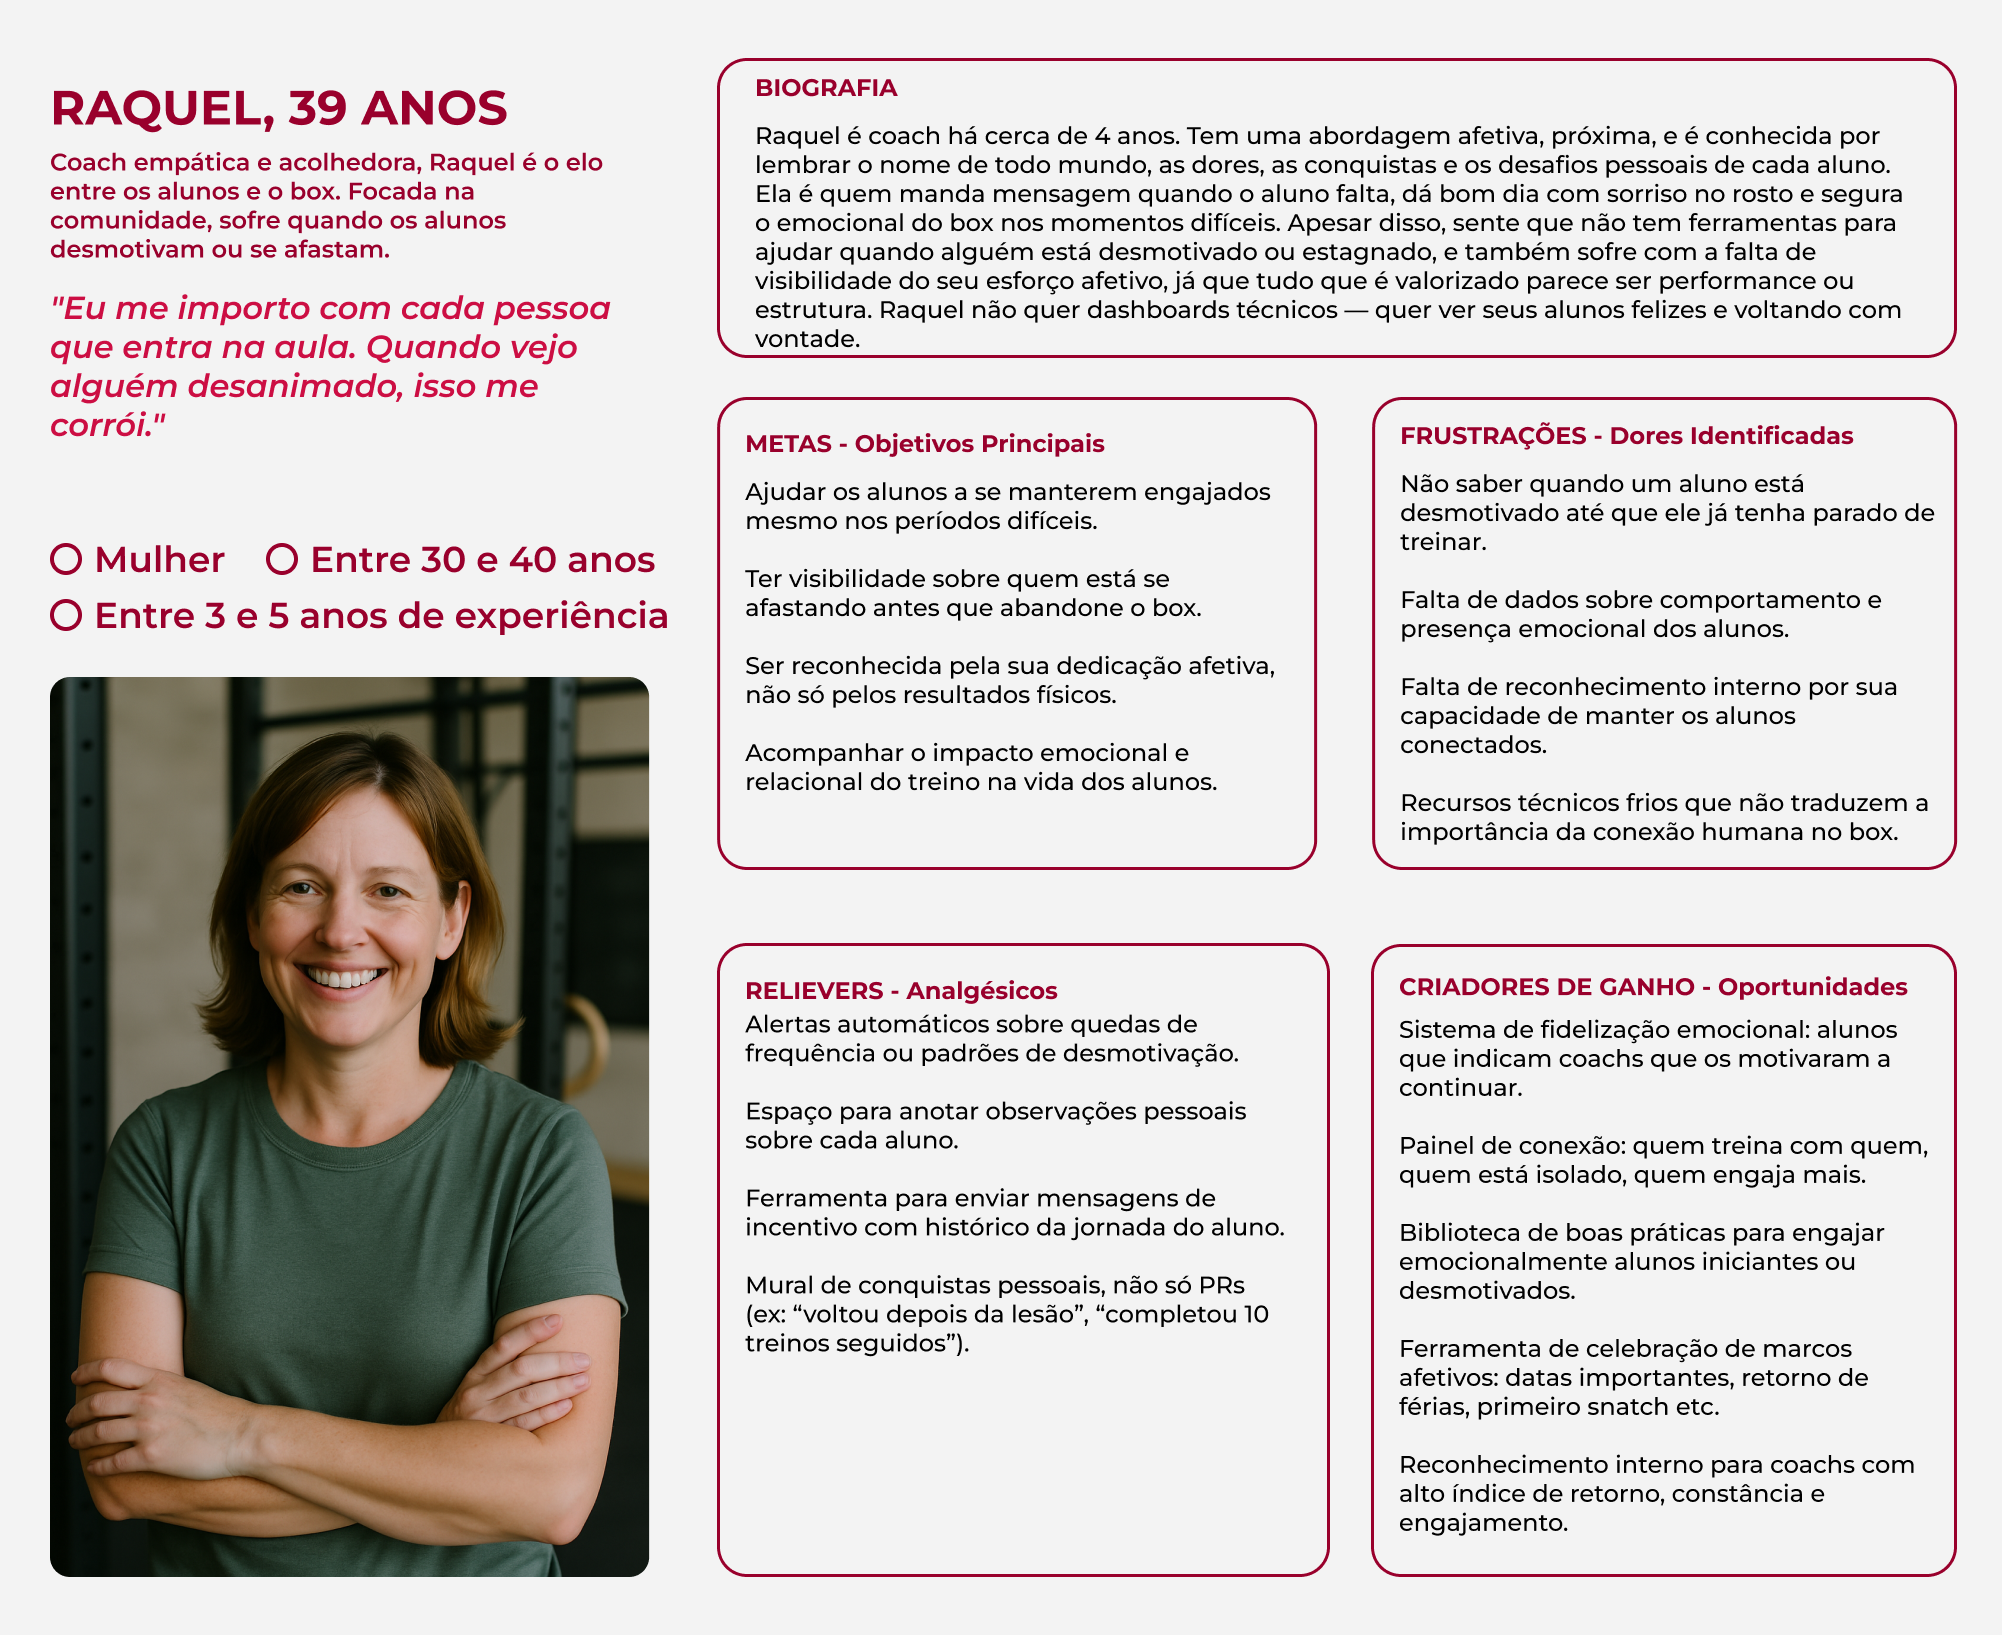 RAQUEL, 39 ANOS
Coach empática e acolhedora, Raquel é o elo
entre os alunos e o box. Focada na
comunidade, sofre quando os alunos
desmotivam ou se afastam.
"Eu me importo com cada pessoa
que entra na aula. Quando vejo
alguém desanimado, isso me
corrói."
Mulher
Entre 30 e 40 anos
Entre 3 e 5 anos de experiência
BIOGRAFIA
Raquel é coach há cerca de 4 anos. Tem uma abordagem afetiva, próxima, e é conhecida por
lembrar o nome de todo mundo, as dores, as conquistas e os desafios pessoais de cada aluno.
Ela é quem manda mensagem quando o aluno falta, dá bom dia com sorriso no rosto e segura
o emocional do box nos momentos difíceis. Apesar disso, sente que não tem ferramentas para
ajudar quando alguém está desmotivado ou estagnado, e também sofre com a falta de
visibilidade do seu esforço afetivo, já que tudo que é valorizado parece ser performance ou
estrutura. Raquel não quer dashboards técnicos — quer ver seus alunos felizes e voltando com
vontade.
METAS - Objetivos Principais
Ajudar os alunos a se manterem engajados
mesmo nos períodos difíceis.
Ter visibilidade sobre quem está se
afastando antes que abandone o box.
Ser reconhecida pela sua dedicação afetiva,
não só pelos resultados físicos.
Acompanhar o impacto emocional e
relacional do treino na vida dos alunos.
FRUSTRAÇÕES - Dores Identificadas
Não saber quando um aluno está
desmotivado até que ele já tenha parado de
treinar.
Falta de dados sobre comportamento e
presença emocional dos alunos.
Falta de reconhecimento interno por sua
capacidade de manter os alunos
conectados.
Recursos técnicos frios que não traduzem a
importância da conexão humana no box.
RELIEVERS - Analgésicos
Alertas automáticos sobre quedas de
frequência ou padrões de desmotivação.
Espaço para anotar observações pessoais
sobre cada aluno.
Ferramenta para enviar mensagens de
incentivo com histórico da jornada do aluno.
Mural de conquistas pessoais, não só PRs
(ex: “voltou depois da lesão”, “completou 10
treinos seguidos”).
CRIADORES DE GANHO - Oportunidades
Sistema de fidelização emocional: alunos
que indicam coachs que os motivaram a
continuar.
Painel de conexão: quem treina com quem,
quem está isolado, quem engaja mais.
Biblioteca de boas práticas para engajar
emocionalmente alunos iniciantes ou
desmotivados.
Ferramenta de celebração de marcos
afetivos: datas importantes, retorno de
férias, primeiro snatch etc.
Reconhecimento interno para coachs com
alto índice de retorno, constância e
engajamento.